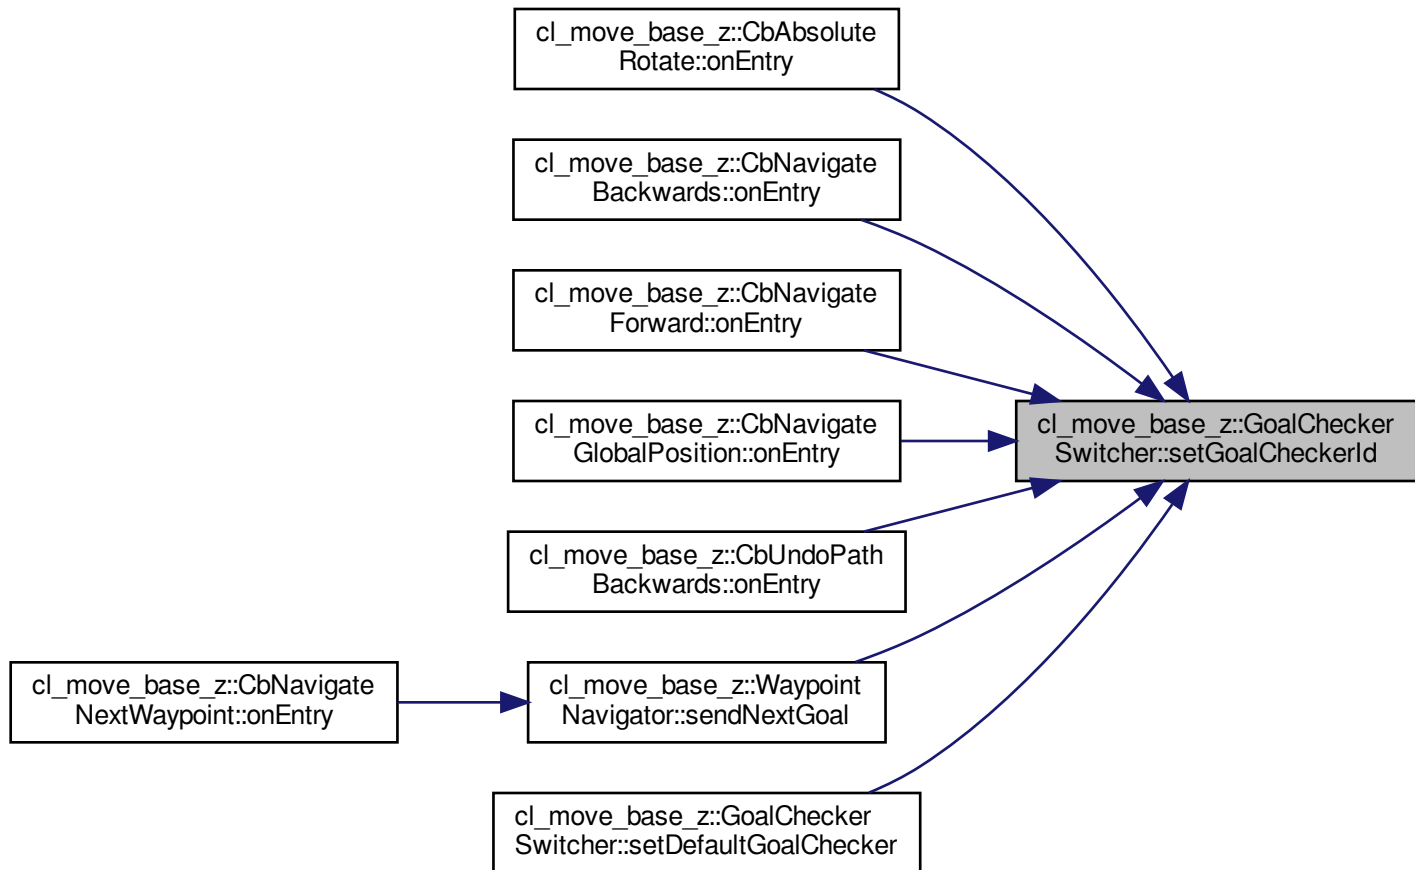 cl_move_base_z::CbAbsolute
Rotate::onEntry
cl_move_base_z::CbNavigate
Backwards::onEntry
cl_move_base_z::CbNavigate
Forward::onEntry
cl_move_base_z::CbNavigate
GlobalPosition::onEntry
cl_move_base_z::GoalChecker
Switcher::setGoalCheckerId
cl_move_base_z::CbUndoPath
Backwards::onEntry
cl_move_base_z::CbNavigate
NextWaypoint::onEntry
cl_move_base_z::Waypoint
Navigator::sendNextGoal
cl_move_base_z::GoalChecker
Switcher::setDefaultGoalChecker